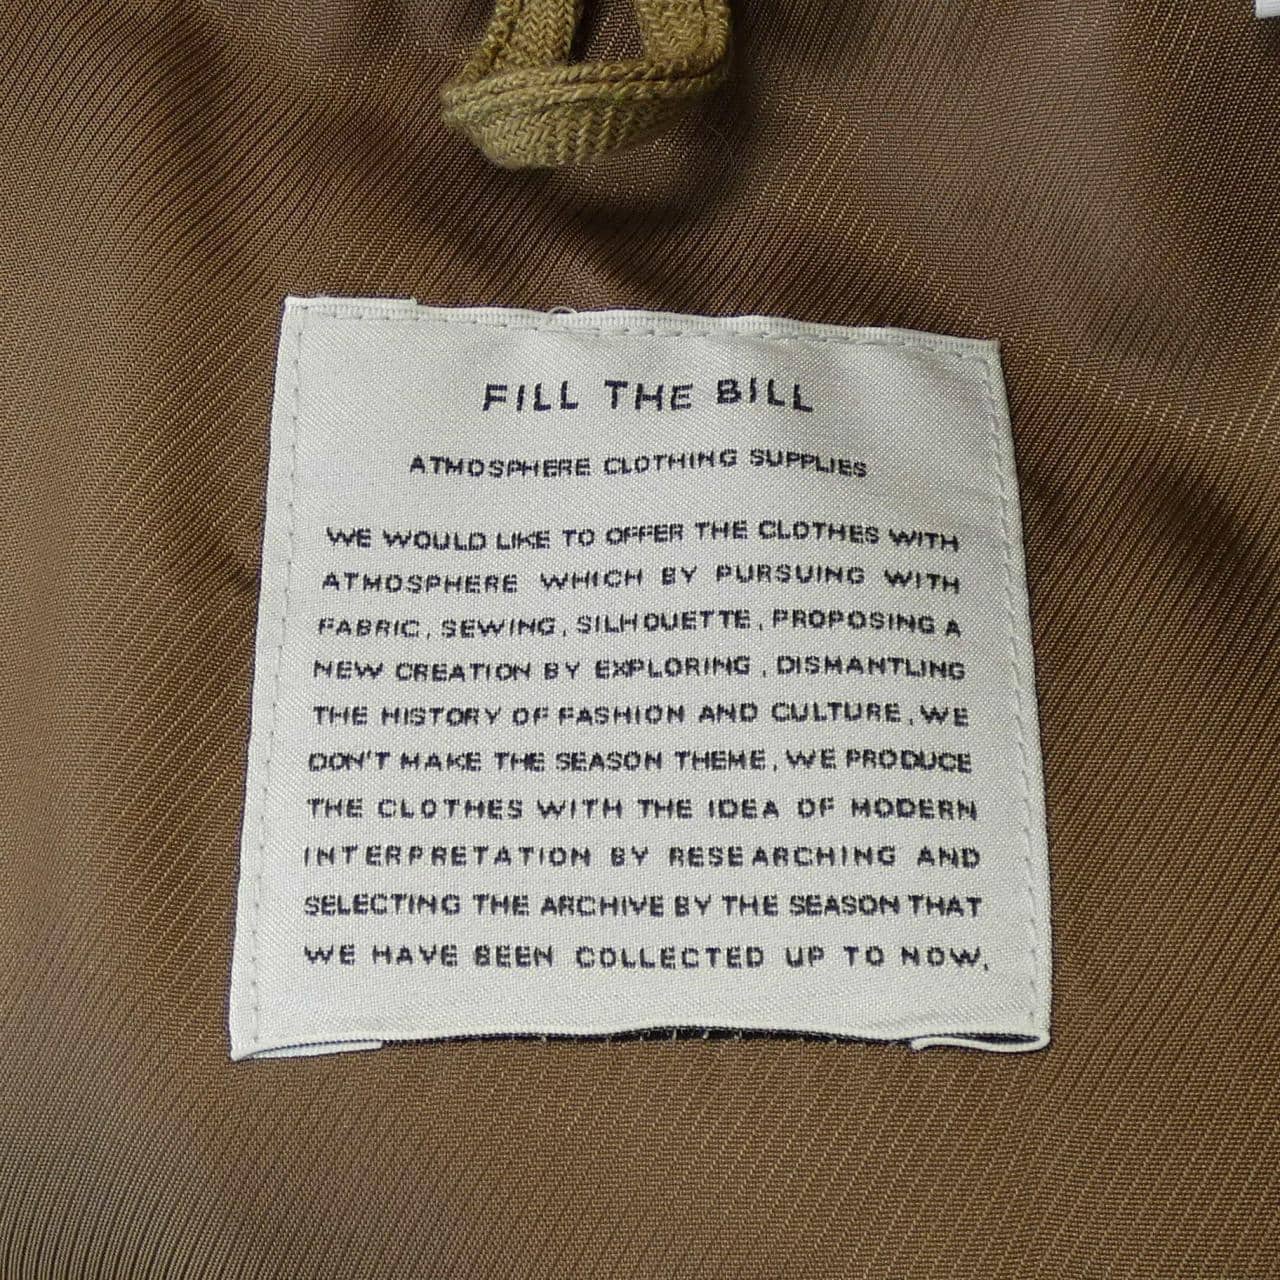 FILL THE BILL
ATMOSPHERE CLOTHING SUPPLIES
WE WOULD LIKE TO OFFER THE CLOTHES WITH
ATMOSPHERE WHICH BY PURSUING WITH
FABRIC, SEWING, SILHOUETTE, PROPOSING A
NEW CREATION BY EXPLORING, DISMANTLING
THE HISTORY OF FASHION AND CULTURE, WE
DON'T MAKE THE SEASON THEME, WE PRODUCE
THE CLOTHES WITH THE IDEA OF MODERN
INTERPRETATION BY RESEARCHING AND
SELECTING THE ARCHIVE BY THE SEASON THAT
WE HAVE BEEN COLLECTED UP TO NOW,